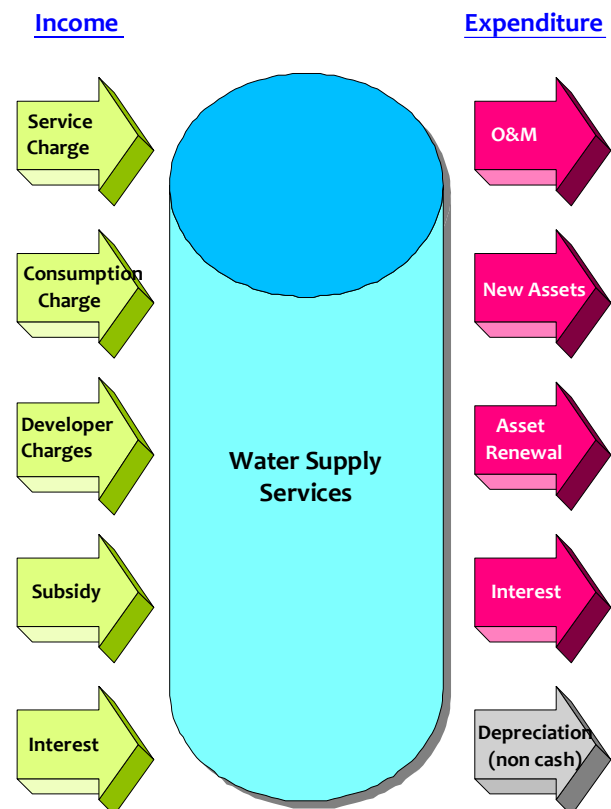 Income
Expenditure
Service
Charge
O&M
Consumption
Charge
New Assets
Developer
Charges
Asset
Renewal
Water Supply
Services
Subsidy
Interest
Interest
Depreciation
(non cash)